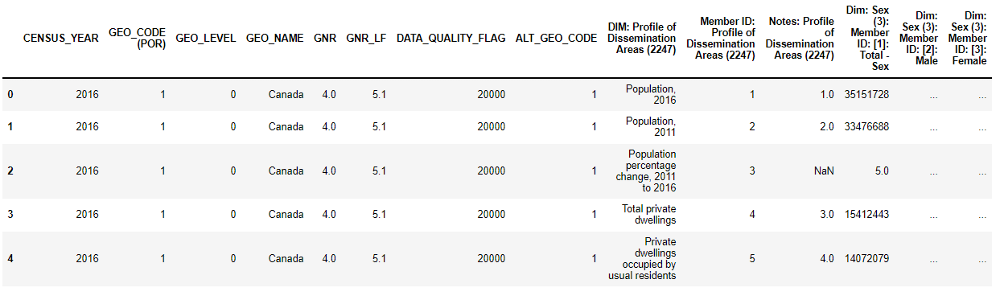 CENSUS_YEAR GEO_CODE (POR) GEO_LEVEL GEO_NAME GNR GNR_LF DATA_QUALITY_FLAG ALT_GEO_CODE DIM: Profile of Dissemination Areas (2247) Member ID: Profile of Dissemination Areas (2247) Notes: Profile of Dissemination Areas (2247) Dim: Sex (3): Member ID: [1]: Total - Sex Dim: Sex (3): Member ID: [2]: Male Dim: Sex (3): Member ID: [3]: Female
0 2016 1 0 Canada 4.0 5.1 20000 1 Population, 2016 1 1.0 35151728 ... ...
1 2016 1 0 Canada 4.0 5.1 20000 1 Population, 2011 2 2.0 33476688 ... ...
2 2016 1 0 Canada 4.0 5.1 20000 1 Population percentage change, 2011 to 2016 3 NaN 5.0 ... ...
3 2016 1 0 Canada 4.0 5.1 20000 1 Total private dwellings 4 3.0 15412443 ... ...
4 2016 1 0 Canada 4.0 5.1 20000 1 Private dwellings occupied by usual residents 5 4.0 14072079 ... ...